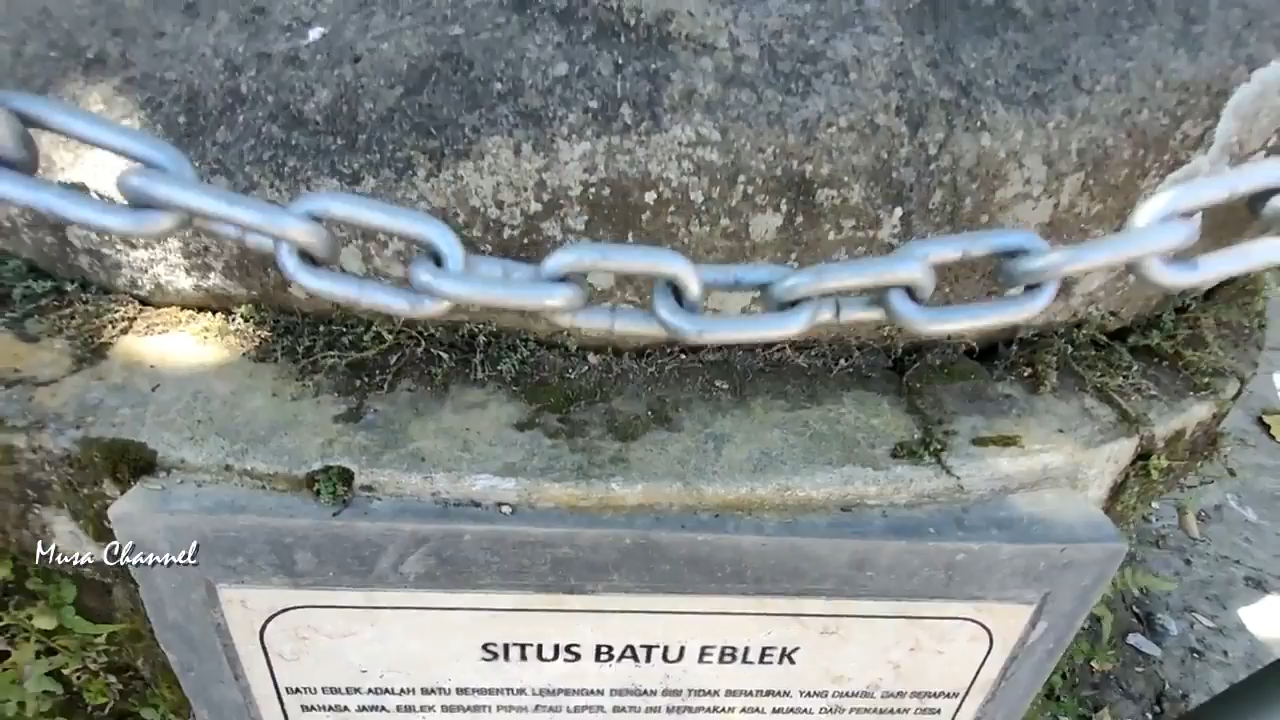 Musa Channel
SITUS BATU EBLEK
BATU EBLEK ADALAH BATU BERBENTUK LEMPENGAN DENGAN SISI TIDAK BERATURAN, YANG DIAMBIL DARI SERAPAN
BAHASA JAWA, EBLEK BERARTI PIPIH ATAU LEPER, BATU INI MERUPAKAN ASAL MUASAL DARI PENAMAAN DESA